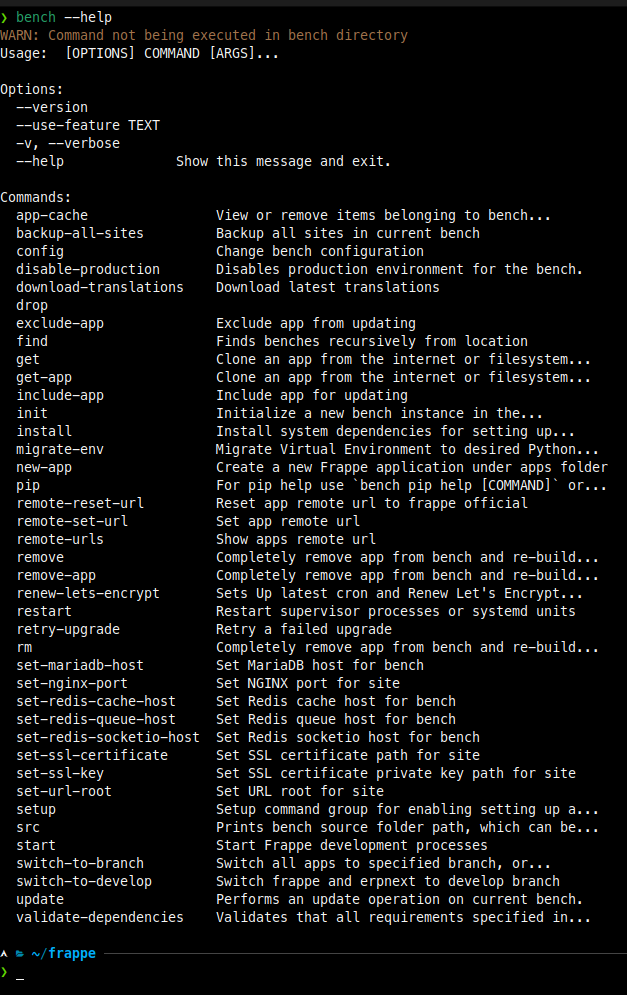 ❯ bench --help
WARN: Command not being executed in bench directory
Usage:  [OPTIONS] COMMAND [ARGS]...

Options:
  --version
  --use-feature TEXT
  -v, --verbose
  --help              Show this message and exit.

Commands:
  app-cache                View or remove items belonging to bench...
  backup-all-sites         Backup all sites in current bench
  config                   Change bench configuration
  disable-production       Disables production environment for the bench.
  download-translations    Download latest translations
  drop
  exclude-app              Exclude app from updating
  find                     Finds benches recursively from location
  get                      Clone an app from the internet or filesystem...
  get-app                  Clone an app from the internet or filesystem...
  include-app              Include app for updating
  init                     Initialize a new bench instance in the...
  install                  Install system dependencies for setting up...
  migrate-env              Migrate Virtual Environment to desired Python...
  new-app                  Create a new Frappe application under apps folder
  pip                      For pip help use `bench pip help [COMMAND]` or...
  remote-reset-url         Reset app remote url to frappe official
  remote-set-url           Set app remote url
  remote-urls              Show apps remote url
  remove                   Completely remove app from bench and re-build...
  remove-app               Completely remove app from bench and re-build...
  renew-lets-encrypt       Sets Up latest cron and Renew Let's Encrypt...
  restart                  Restart supervisor processes or systemd units
  retry-upgrade            Retry a failed upgrade
  rm                       Completely remove app from bench and re-build...
  set-mariadb-host         Set MariaDB host for bench
  set-nginx-port           Set NGINX port for site
  set-redis-cache-host     Set Redis cache host for bench
  set-redis-queue-host     Set Redis queue host for bench
  set-redis-socketio-host  Set Redis socketio host for bench
  set-ssl-certificate      Set SSL certificate path for site
  set-ssl-key              Set SSL certificate private key path for site
  set-url-root             Set URL root for site
  setup                    Setup command group for enabling setting up a...
  src                      Prints bench source folder path, which can be...
  start                    Start Frappe development processes
  switch-to-branch         Switch all apps to specified branch, or...
  switch-to-develop        Switch frappe and erpnext to develop branch
  update                   Performs an update operation on current bench.
  validate-dependencies    Validates that all requirements specified in...

~/frappe
❯ _